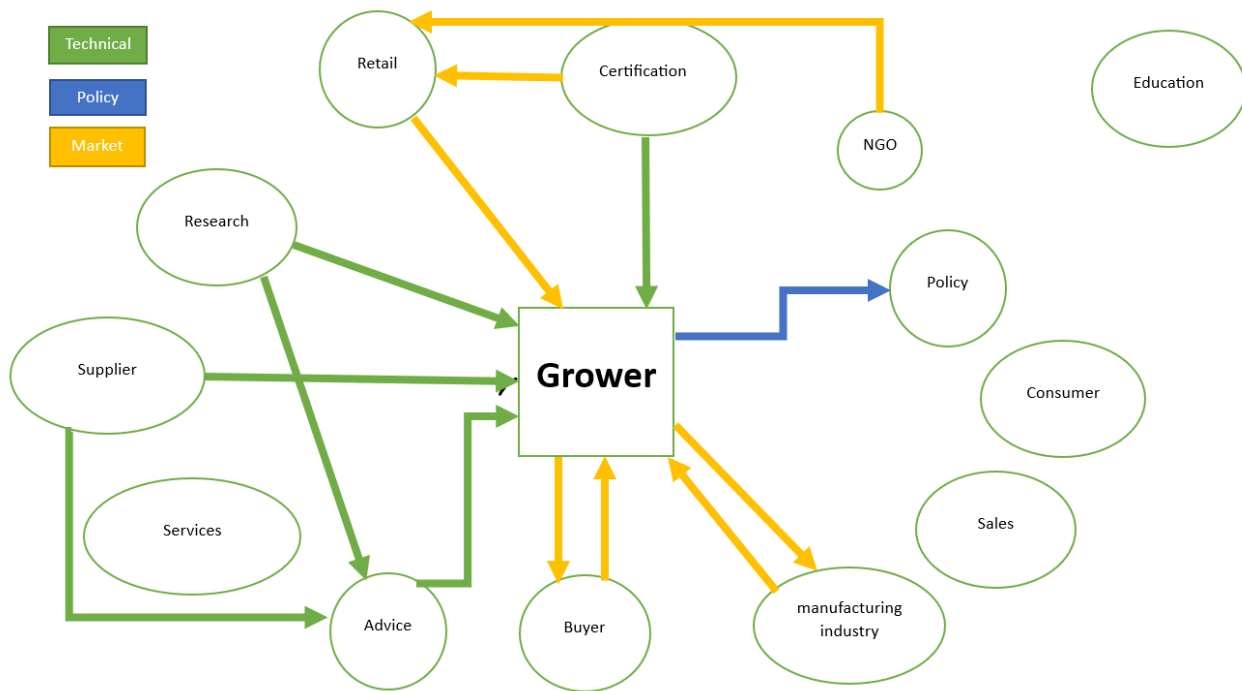 Technical
Policy
Market
Retail
Certification
NGO
Education
Research
Policy
Supplier
Grower
Consumer
Services
Sales
Advice
Buyer
manufacturing
industry